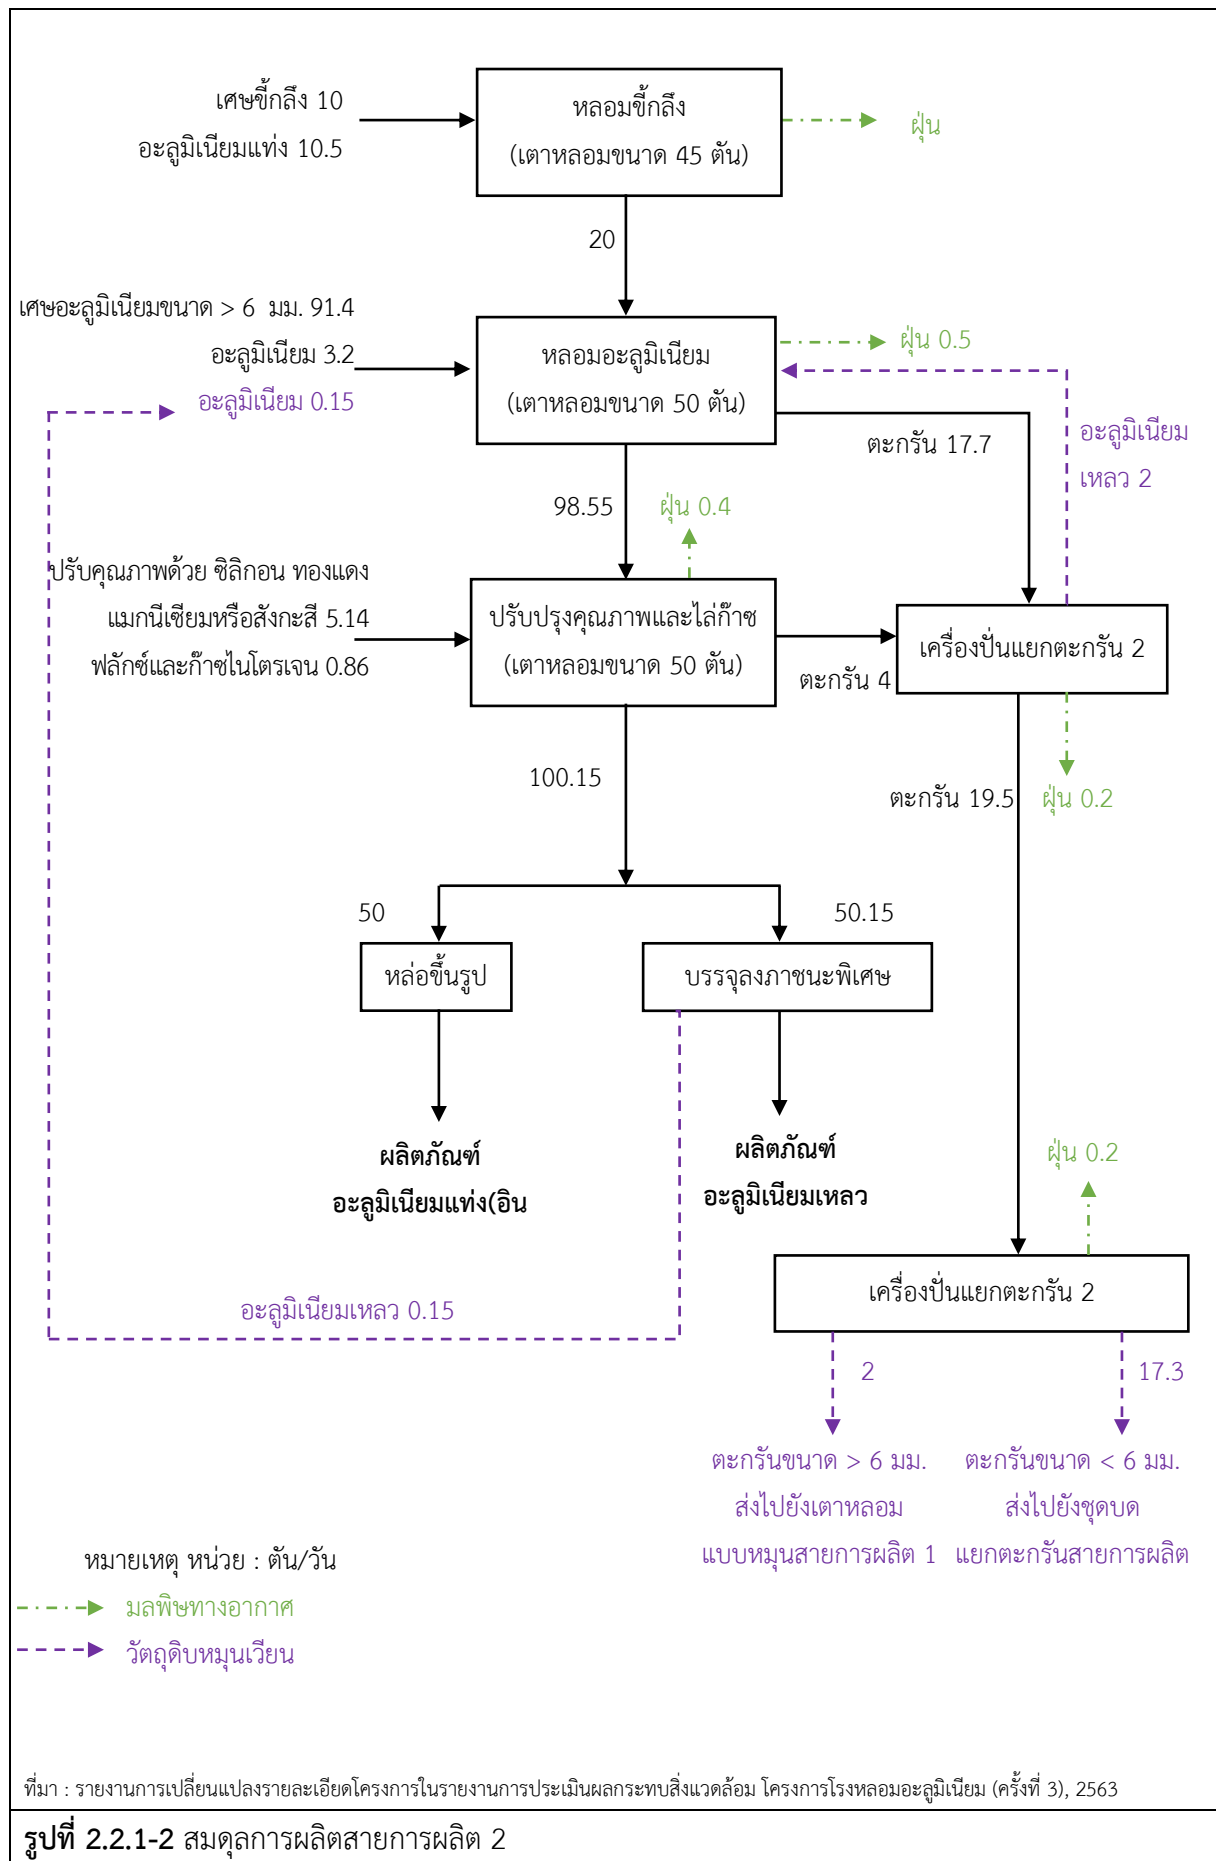 เศษขี้กลึง 10
อะลูมิเนียมแท่ง 10.5
หลอมขี้กลึง
(เตาหลอมขนาด 45 ตัน)
ฝุ่น
20
เศษอะลูมิเนียมขนาด > 6 มม. 91.4
อะลูมิเนียม 3.2
อะลูมิเนียม 0.15
หลอมอะลูมิเนียม
(เตาหลอมขนาด 50 ตัน)
ฝุ่น 0.5
ตะกรัน 17.7
อะลูมิเนียม
เหลว 2
98.55
ฝุ่น 0.4
ปรับคุณภาพด้วย ซิลิกอน ทองแดง
แมกนีเซียมหรือสังกะสี 5.14
ฟลักซ์และก๊าซไนโตรเจน 0.86
ปรับปรุงคุณภาพและไล่ก๊าซ
(เตาหลอมขนาด 50 ตัน)
ตะกรัน 4
เครื่องปั่นแยกตะกรัน 2
100.15
ตะกรัน 19.5
ฝุ่น 0.2
50
50.15
หล่อขึ้นรูป
บรรจุลงภาชนะพิเศษ
ผลิตภัณฑ์
อะลูมิเนียมแท่ง(อิน
ผลิตภัณฑ์
อะลูมิเนียมเหลว
ฝุ่น 0.2
อะลูมิเนียมเหลว 0.15
เครื่องปั่นแยกตะกรัน 2
2
17.3
ตะกรันขนาด > 6 มม.
ส่งไปยังเตาหลอม
แบบหมุนสายการผลิต 1
ตะกรันขนาด < 6 มม.
ส่งไปยังชุดบด
แยกตะกรันสายการผลิต
หมายเหตุ หน่วย : ตัน/วัน
มลพิษทางอากาศ
วัตถุดิบหมุนเวียน
ที่มา : รายงานการเปลี่ยนแปลงรายละเอียดโครงการในรายงานการประเมินผลกระทบสิ่งแวดล้อม โครงการโรงหลอมอะลูมิเนียม (ครั้งที่ 3), 2563
รูปที่ 2.2.1-2 สมดุลการผลิตสายการผลิต 2